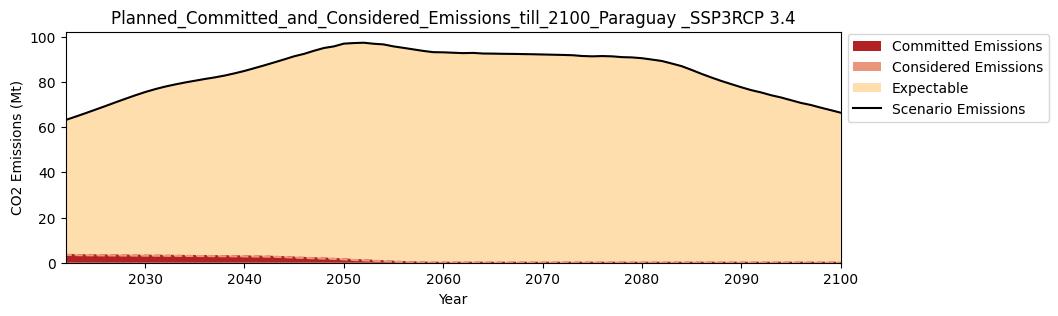 Planned_Committed_and_Considered_Emissions_till_2100_Paraguay _SSP3RCP 3.4
100
80
60
40
20
0
CO2 Emissions (Mt)
2030 2040 2050 2060 2070 2080 2090 2100
Year
Committed Emissions
Considered Emissions
Expectable
Scenario Emissions